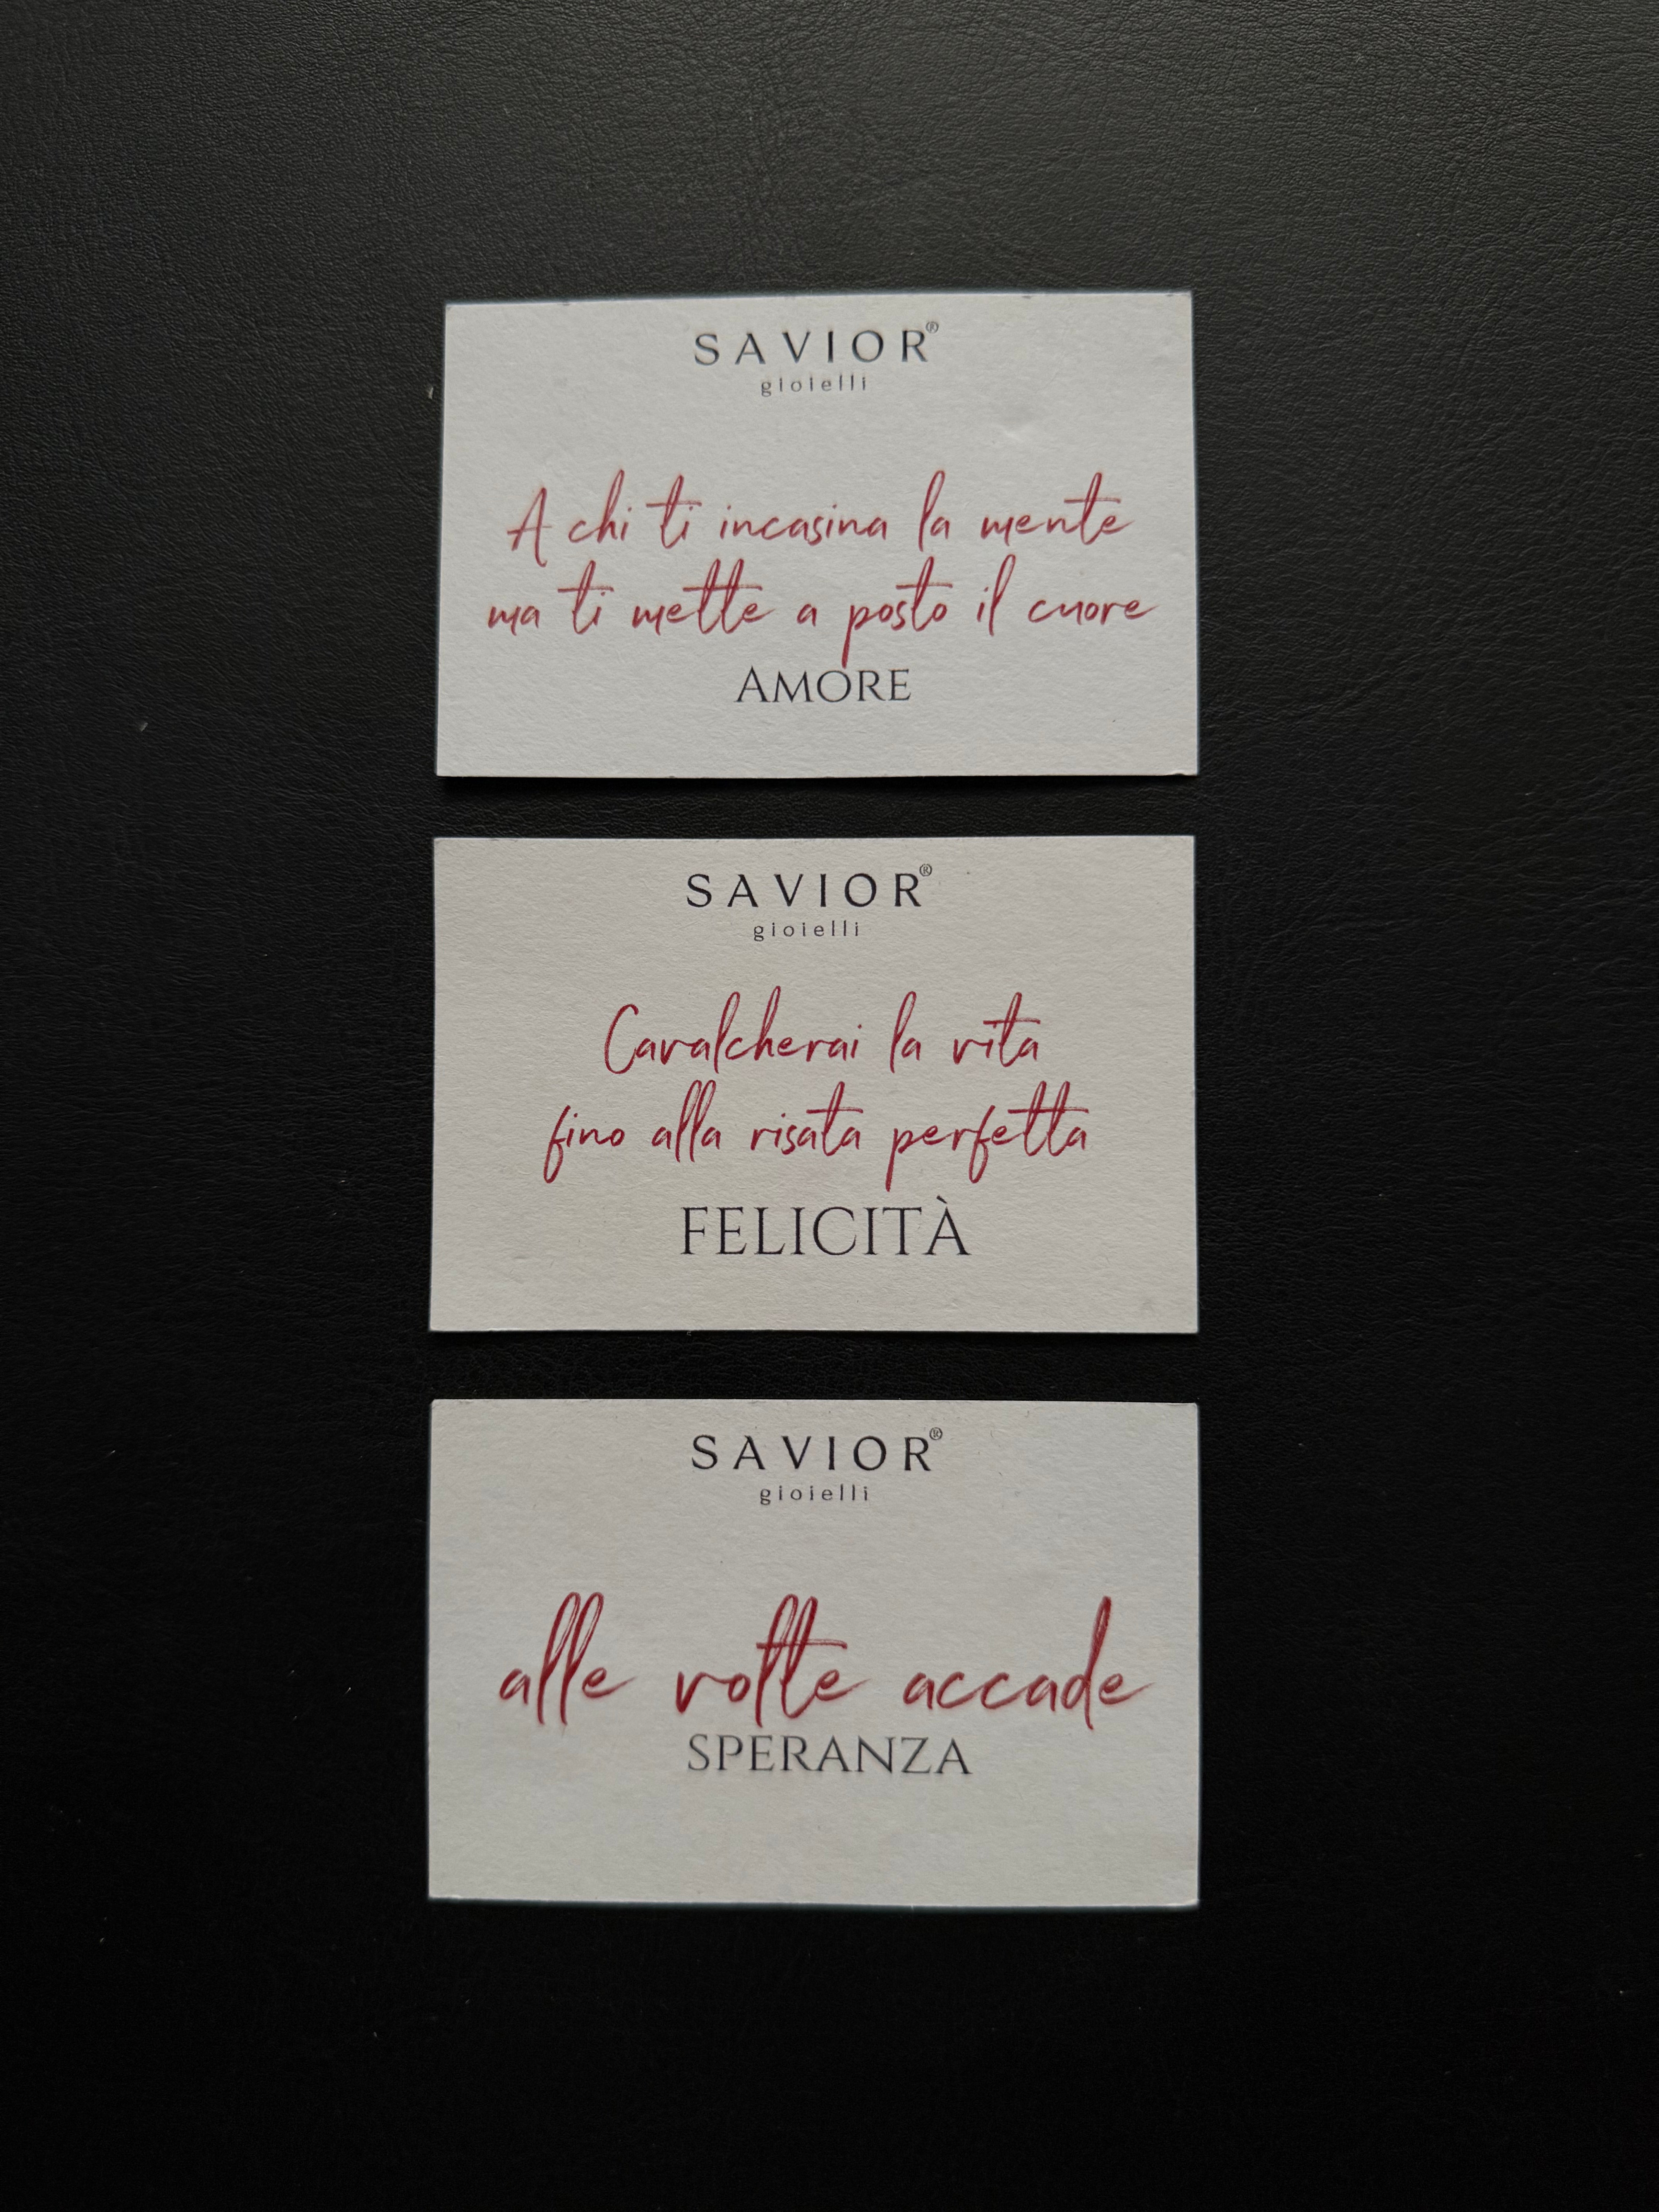 SAVIOR®
gioielli
A chi ti incasina la mente
ma ti mette a posto il cuore
AMORE
SAVIOR®
gioielli
Cavalcherai la vita
fino alla risata perfetta
FELICITÀ
SAVIOR®
gioielli
alle volte accade
SPERANZA